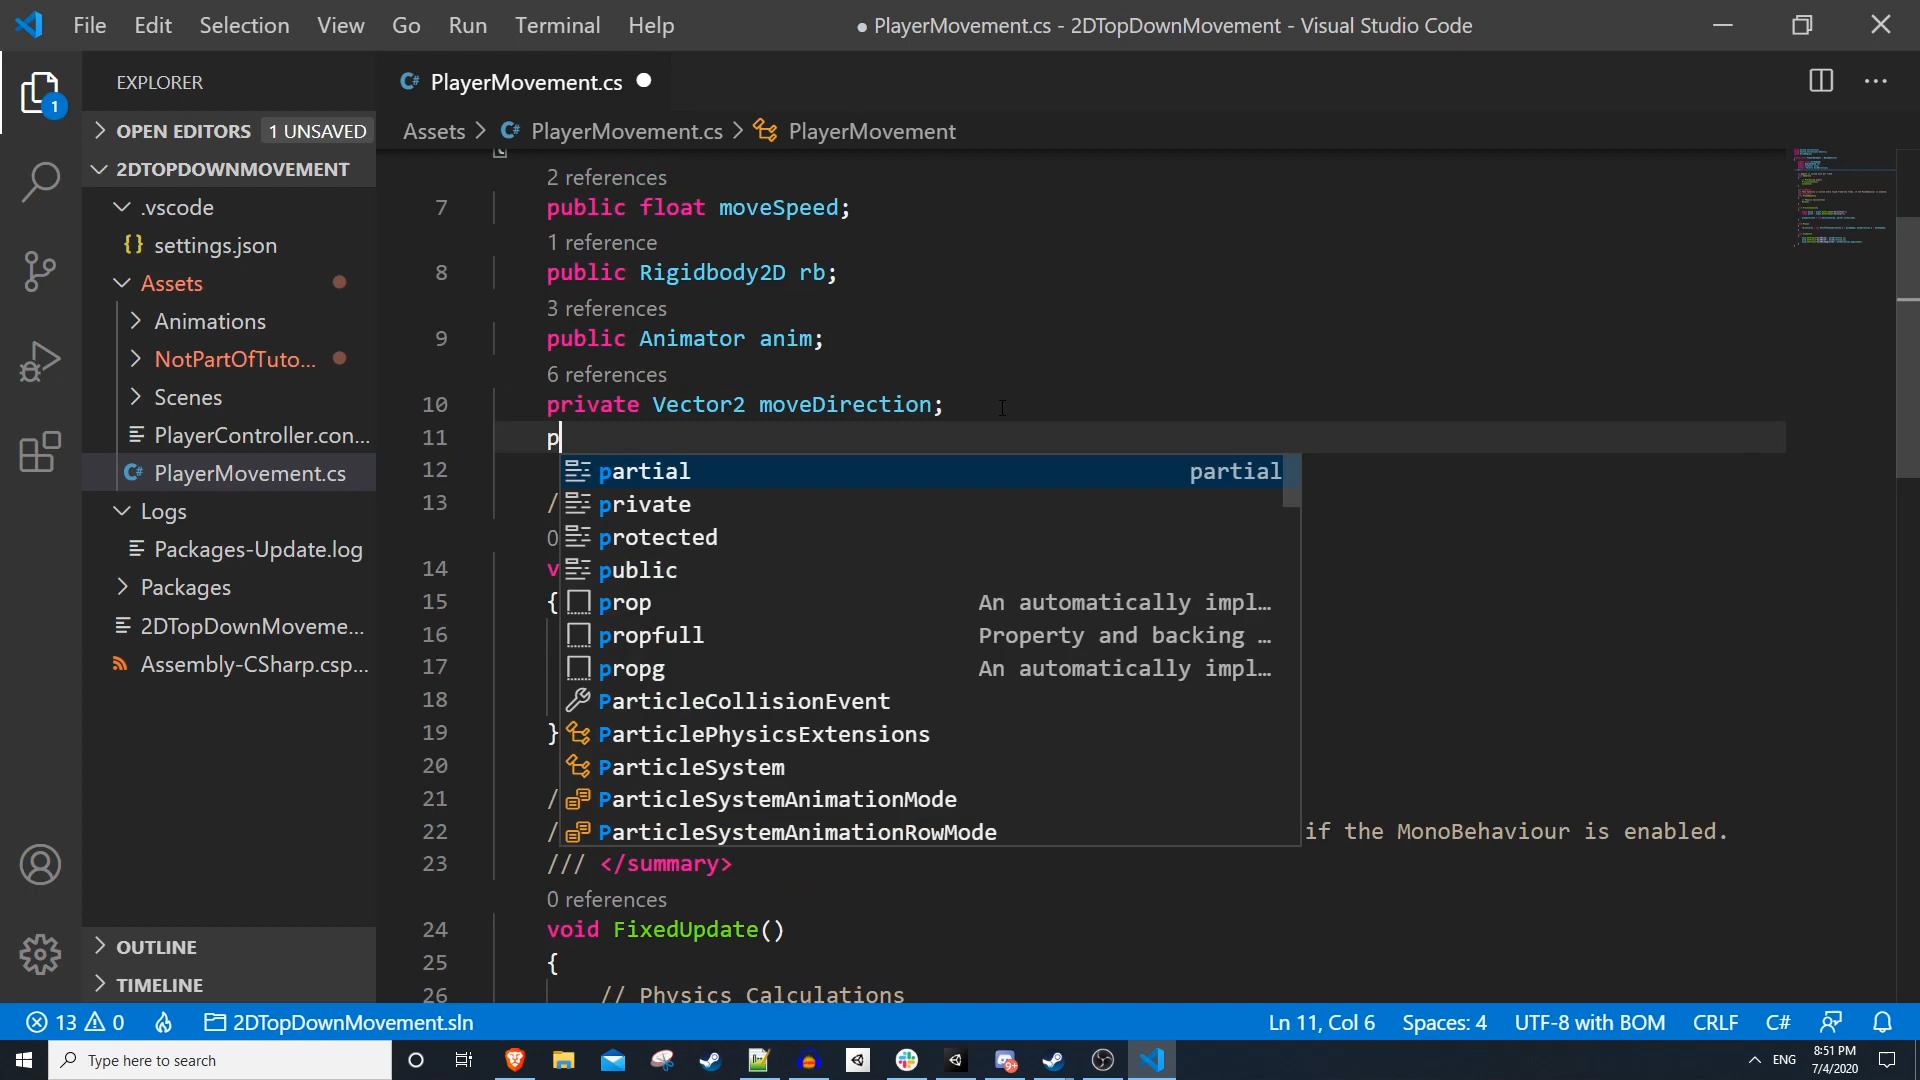 File Edit Selection View Go Run Terminal Help
● PlayerMovement.cs - 2DTopDownMovement - Visual Studio Code
EXPLORER
OPEN EDITORS 1 UNSAVED
2DTOPDOWNMOVEMENT
.vscode
{} settings.json
Assets
Animations
NotPartOfTuto...
Scenes
PlayerController.con...
C# PlayerMovement.cs
Logs
Packages-Update.log
Packages
2DTopDownMoveme...
Assembly-CSharp.csp...
OUTLINE
TIMELINE
1
C# PlayerMovement.cs ●
Assets > C# PlayerMovement.cs > PlayerMovement
2 references
7 public float moveSpeed;
1 reference
8 public Rigidbody2D rb;
3 references
9 public Animator anim;
6 references
10 private Vector2 moveDirection;
11 p
12
13 /
0
14 v
15 {
16
17
18
19 }
20
21 /
22 / if the MonoBehaviour is enabled.
23 /// </summary>
0 references
24 void FixedUpdate()
25 {
26 // Physics Calculations
partial partial
private
protected
public
prop An automatically impl...
propfull Property and backing ...
propg An automatically impl...
ParticleCollisionEvent
ParticlePhysicsExtensions
ParticleSystem
ParticleSystemAnimationMode
ParticleSystemAnimationRowMode
13 0 2DTopDownMovement.sln Ln 11, Col 6 Spaces: 4 UTF-8 with BOM CRLF C#
Type here to search
9+
ENG
8:51 PM
7/4/2020